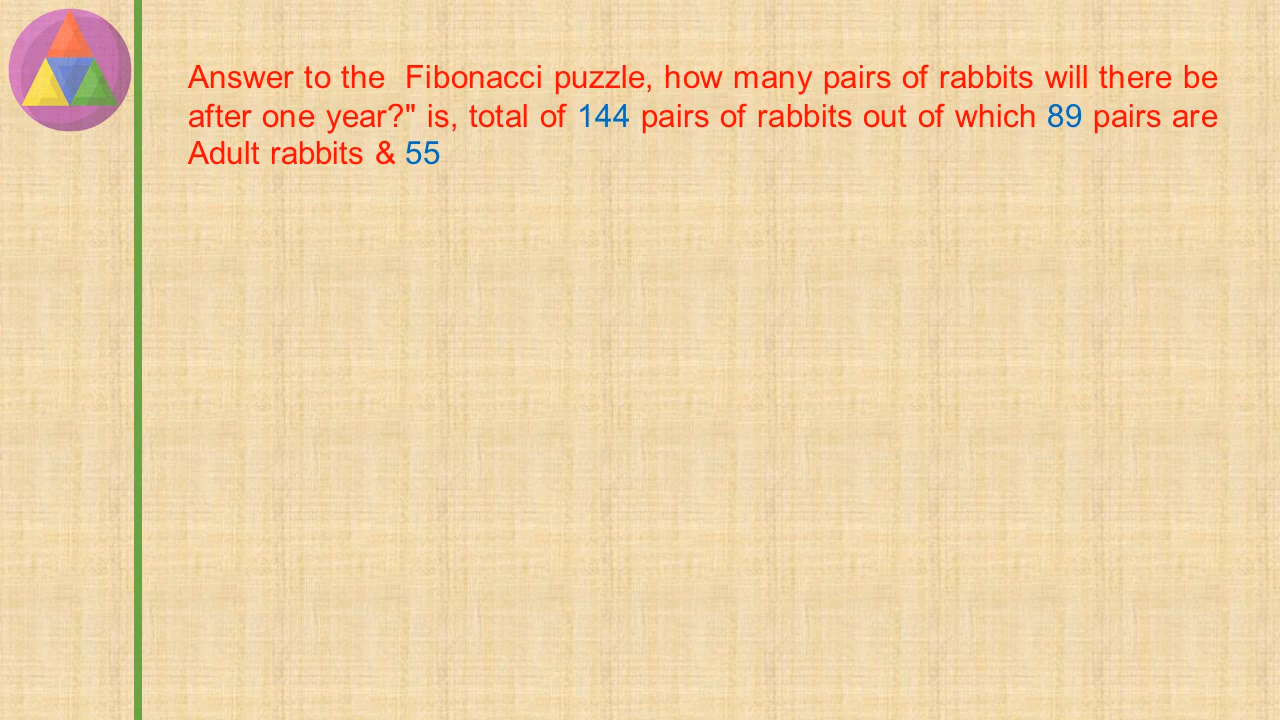 Answer to the  Fibonacci puzzle, how many pairs of rabbits will there be
after one year?" is, total of 144 pairs of rabbits out of which 89 pairs are
Adult rabbits & 55